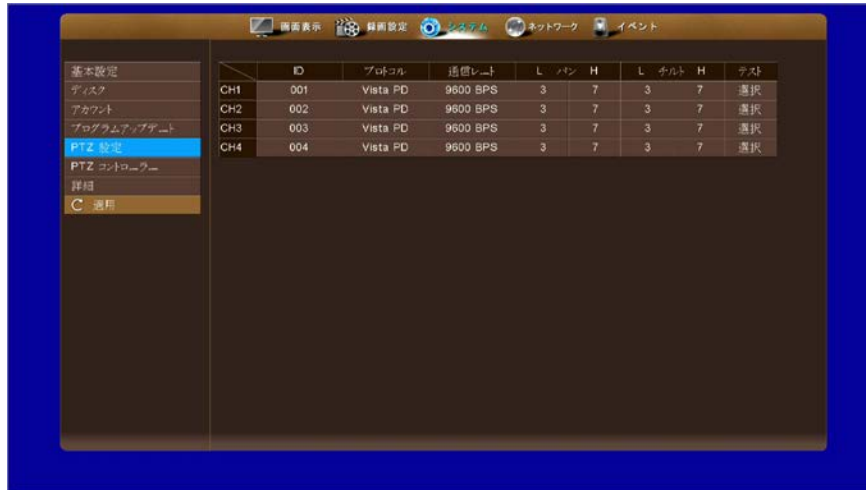 画面表示 録画設定 システム ネットワーク イベント
基本設定
ディスク
アカウント
プログラムアップデート
PTZ 設定
PTZ コントローラー
詳細
適用
ID プロトコル 通信レート L パン H L チルト H テスト
CH1 001 Vista PD 9600 BPS 3 7 3 7 選択
CH2 002 Vista PD 9600 BPS 3 7 3 7 選択
CH3 003 Vista PD 9600 BPS 3 7 3 7 選択
CH4 004 Vista PD 9600 BPS 3 7 3 7 選択